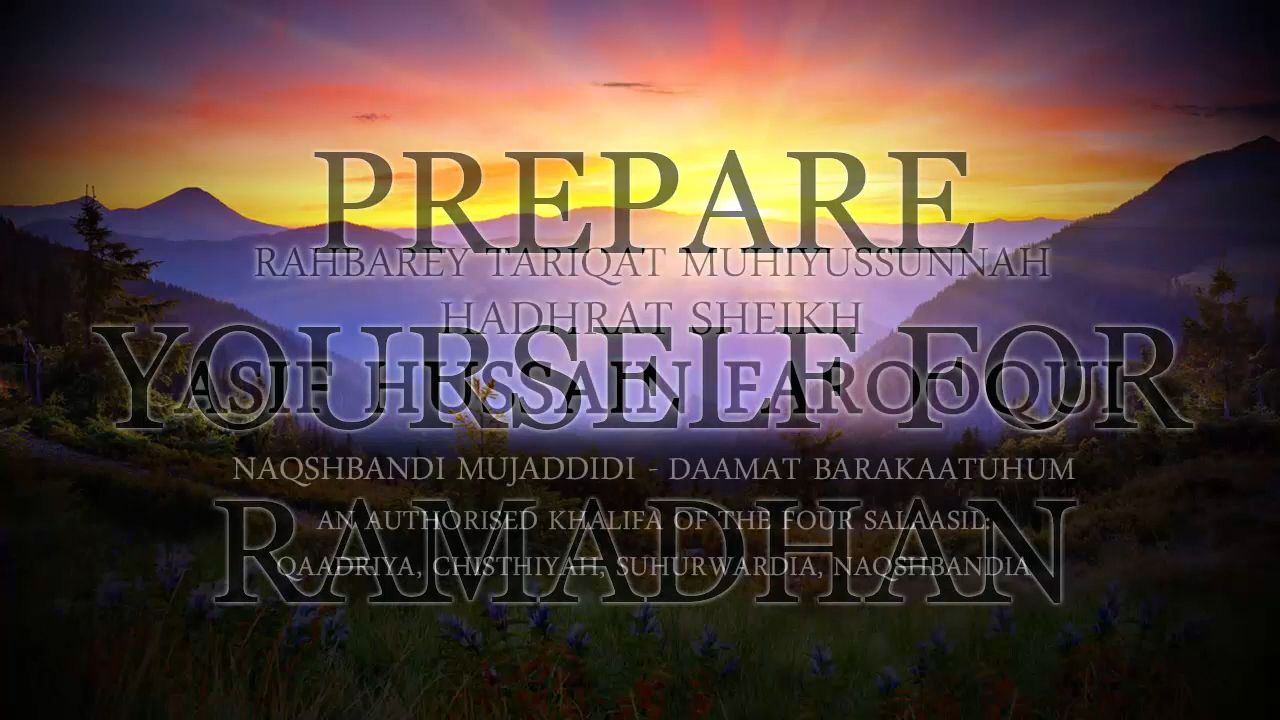 PREPARE
RAHBAREY TARIQAT MUHIYUSSUNNAH
HADHRAT SHEIKH
YOURSELF FOR
ASIF HUSSAIN FAROOQUI
NAQSHBANDI MUJADDIDI - DAAMAT BARAKAATUHUM
RAMADHAN
AN AUTHORISED KHALIFA OF THE FOUR SALAASIL:
QAADRIYA, CHISTHIYAH, SUHURWARDIA, NAQSHBANDIA